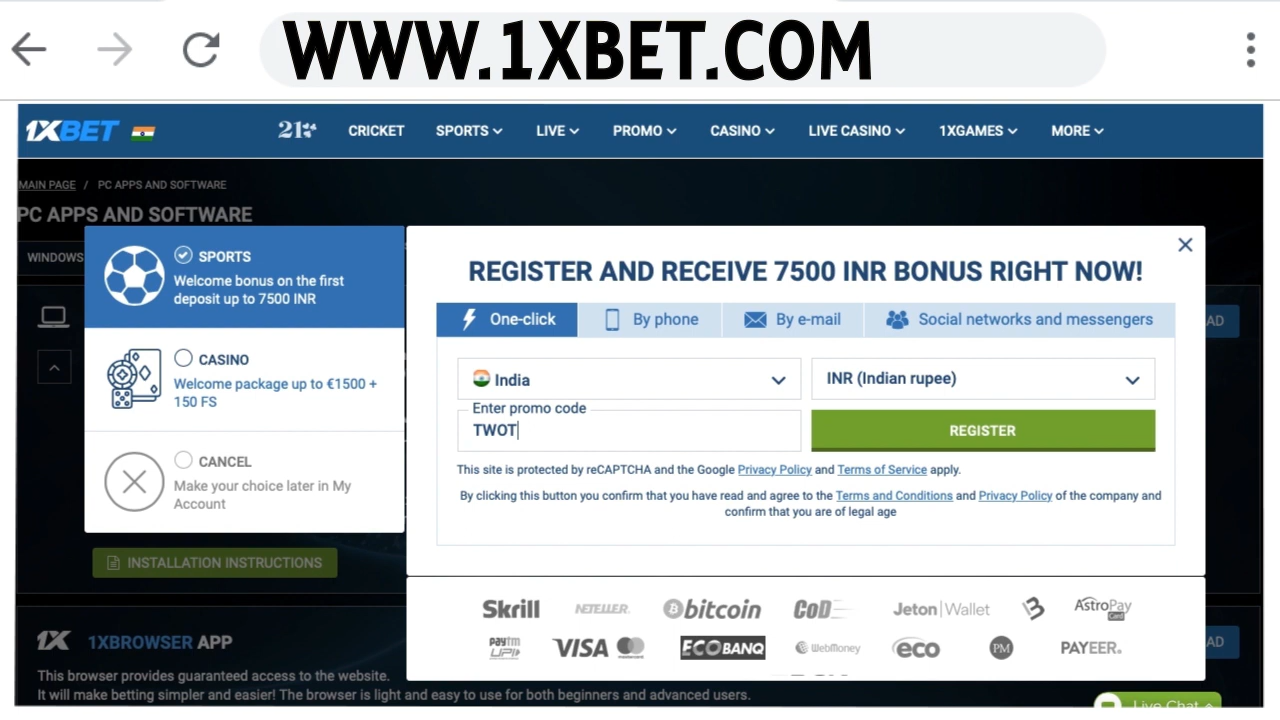 WWW.1XBET.COM
1XBET
21 CRICKET SPORTS LIVE PROMO CASINO LIVE CASINO 1XGAMES MORE
MAIN PAGE / PC APPS AND SOFTWARE
PC APPS AND SOFTWARE
WINDOWS
SPORTS
Welcome bonus on the first
deposit up to 7500 INR
CASINO
Welcome package up to €1500 +
150 FS
CANCEL
Make your choice later in My
Account
REGISTER AND RECEIVE 7500 INR BONUS RIGHT NOW!
One-click By phone By e-mail Social networks and messengers
India INR (Indian rupee)
Enter promo code
TWOT
REGISTER
This site is protected by reCAPTCHA and the Google Privacy Policy and Terms of Service apply.
By clicking this button you confirm that you have read and agree to the Terms and Conditions and Privacy Policy of the company and
confirm that you are of legal age
AD
INSTALLATION INSTRUCTIONS
Skrill NETELLER bitcoin CoD Jeton Wallet AstroPay
Card
paytm
UPI VISA mastercard ECOBANQ WebMoney eco PM PAYEER
1X 1XBROWSER APP
AD
This browser provides guaranteed access to the website.
It will make betting simpler and easier! The browser is light and easy to use for both beginners and advanced users.
Live Chat